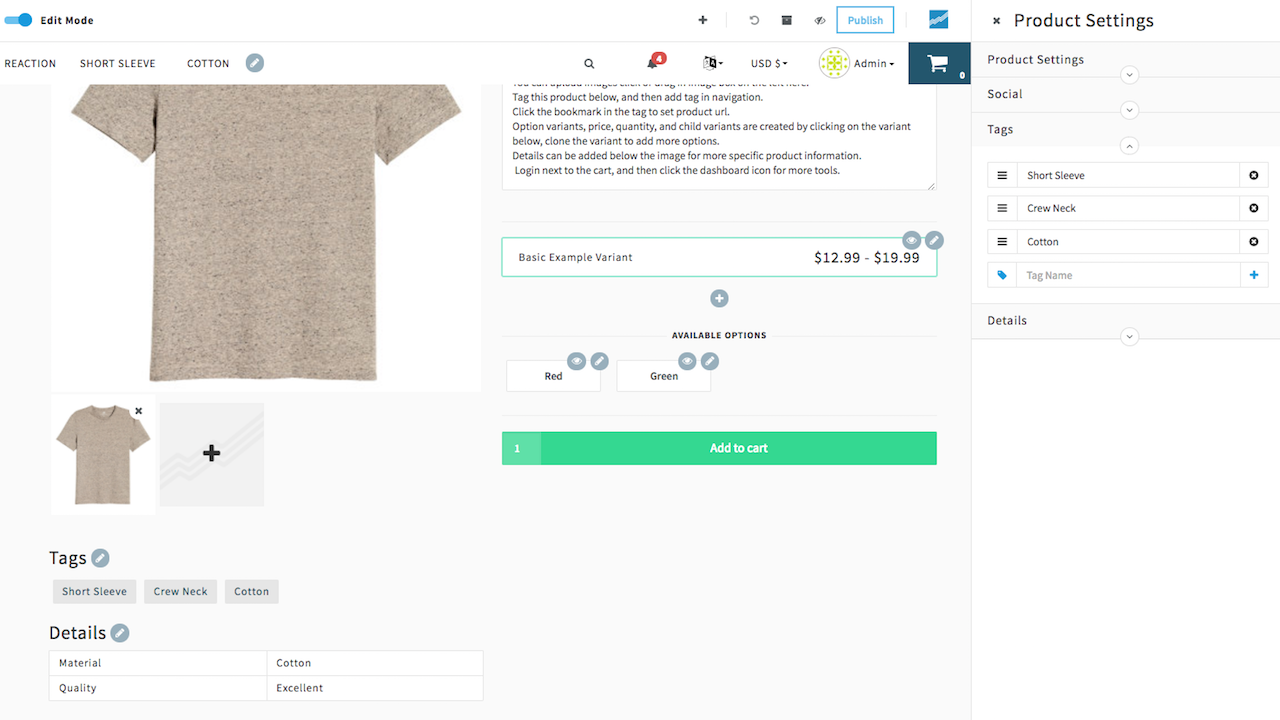 Edit Mode
Publish
Product Settings
REACTION
SHORT SLEEVE
COTTON
4
USD $
Admin
0
You can upload images click or drag in image box on the left here.
Tag this product below, and then add tag in navigation.
Click the bookmark in the tag to set product url.
Option variants, price, quantity, and child variants are created by clicking on the variant
below, clone the variant to add more options.
Details can be added below the image for more specific product information.
Login next to the cart, and then click the dashboard icon for more tools.
Basic Example Variant
$12.99 - $19.99
AVAILABLE OPTIONS
Red
Green
1
Add to cart
Tags
Short Sleeve
Crew Neck
Cotton
Details
Material
Cotton
Quality
Excellent
Product Settings
Social
Tags
Short Sleeve
Crew Neck
Cotton
Tag Name
Details